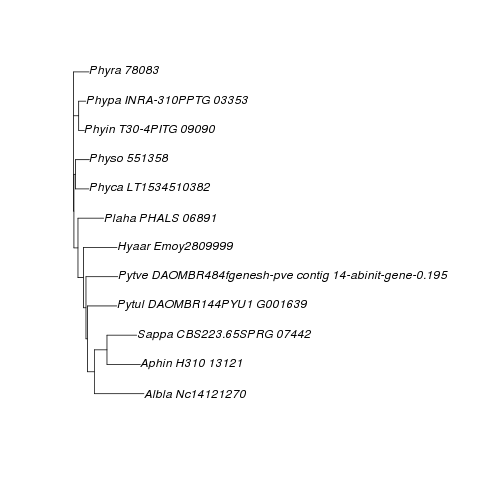 Phyra 78083
Phypa INRA-310PPTG 03353
Phyin T30-4PITG 09090
Physo 551358
Phyca LT1534510382
Plaha PHALS 06891
Hyaar Emoy2809999
Pytve DAOMBR484fgenesh-pve contig 14-abinit-gene-0.195
Pytul DAOMBR144PYU1 G001639
Sappa CBS223.65SPRG 07442
Aphin H310 13121
Albla Nc14121270